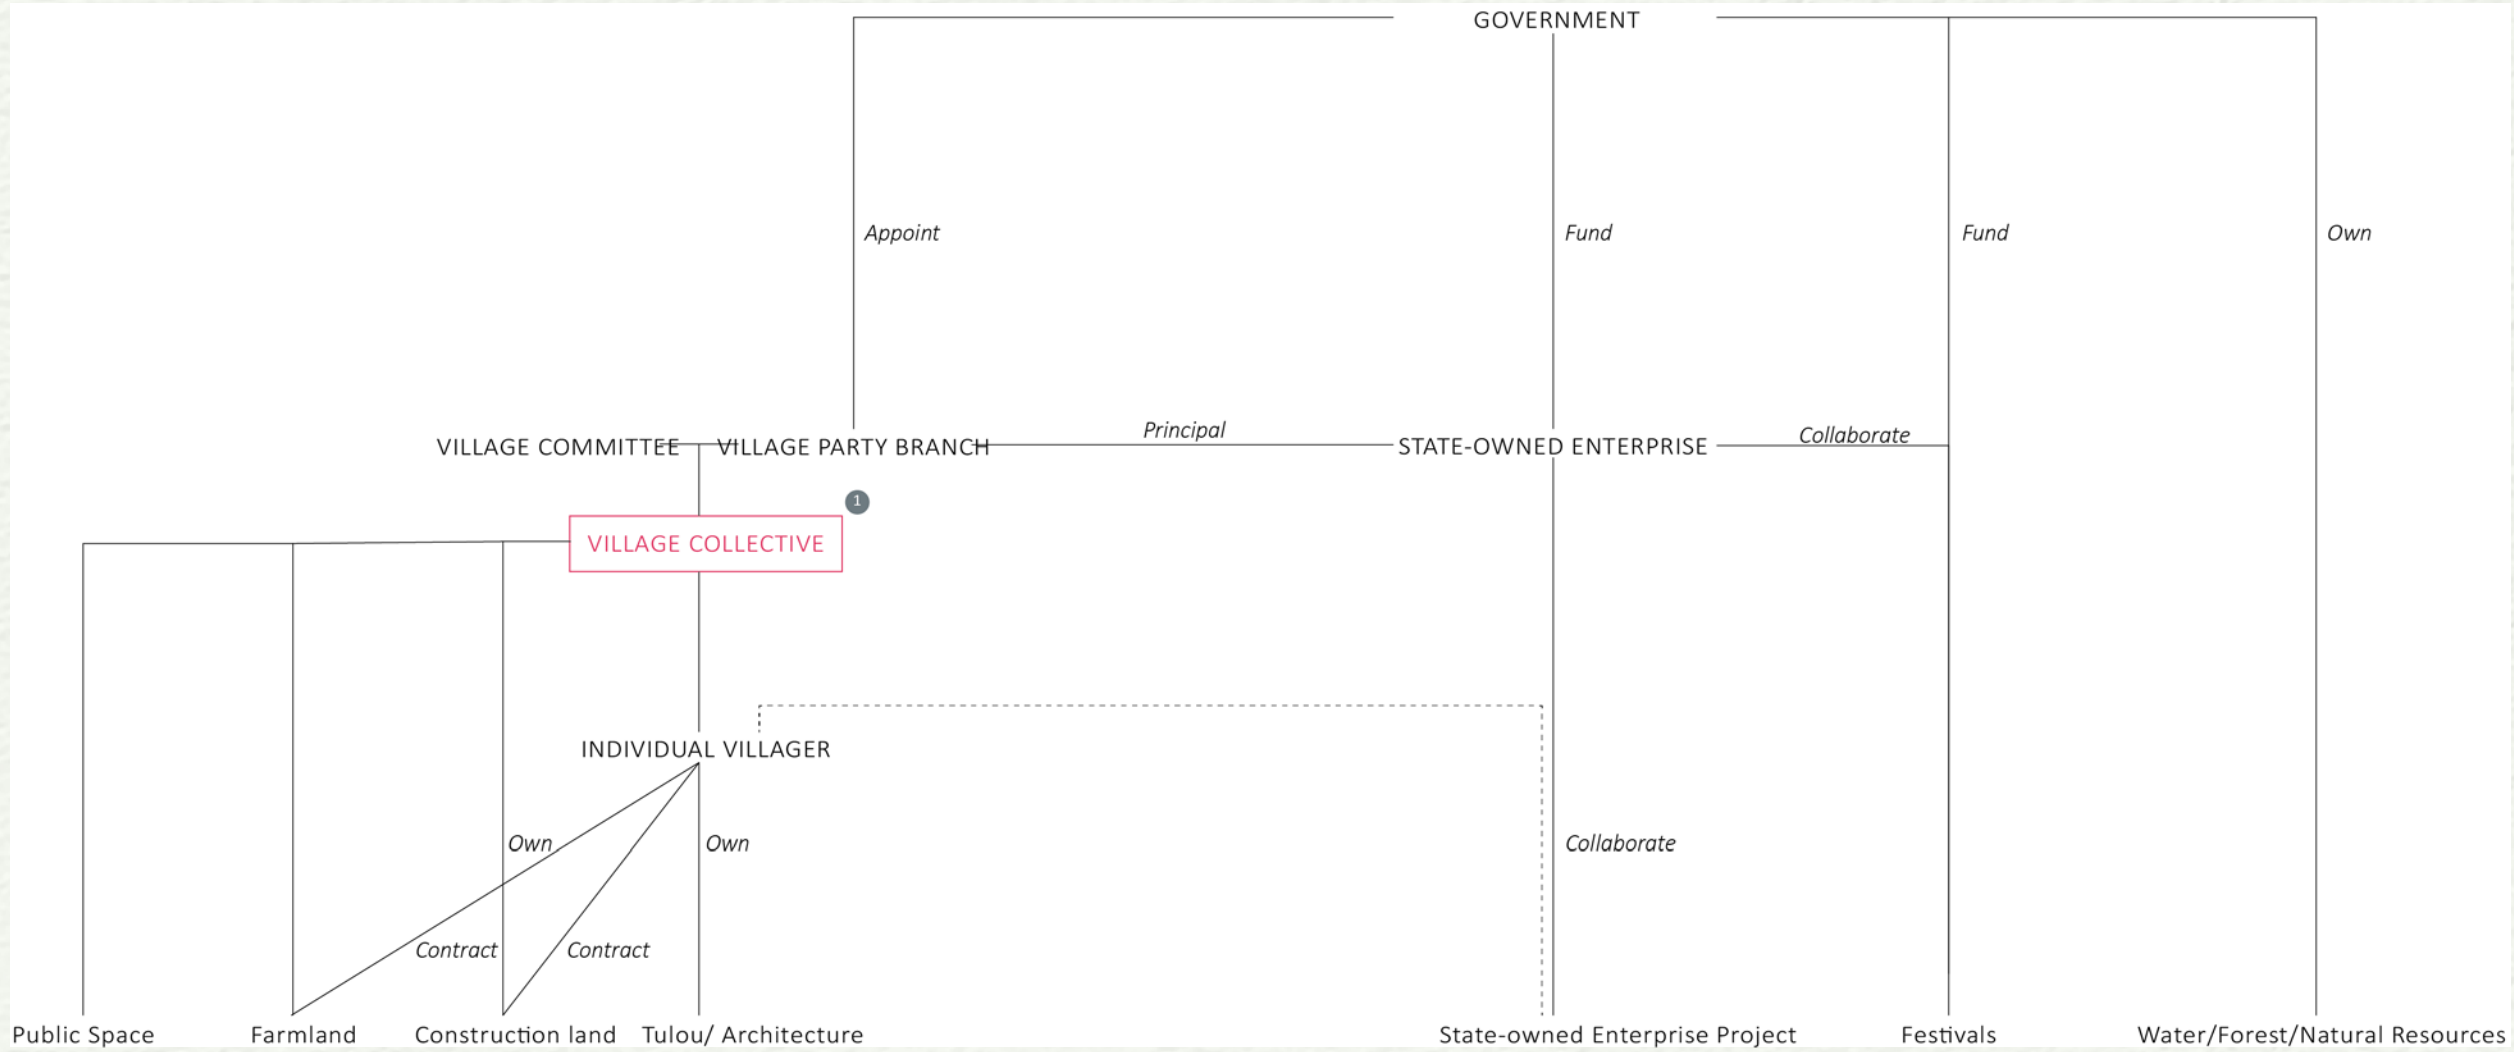 GOVERNMENT
Appoint
Fund
Fund
Own
Principal
Collaborate
VILLAGE COMMITTEE
VILLAGE PARTY BRANCH
STATE-OWNED ENTERPRISE
1
VILLAGE COLLECTIVE
INDIVIDUAL VILLAGER
Own
Own
Collaborate
Contract
Contract
Public Space
Farmland
Construction land
Tulou/ Architecture
State-owned Enterprise Project
Festivals
Water/Forest/Natural Resources